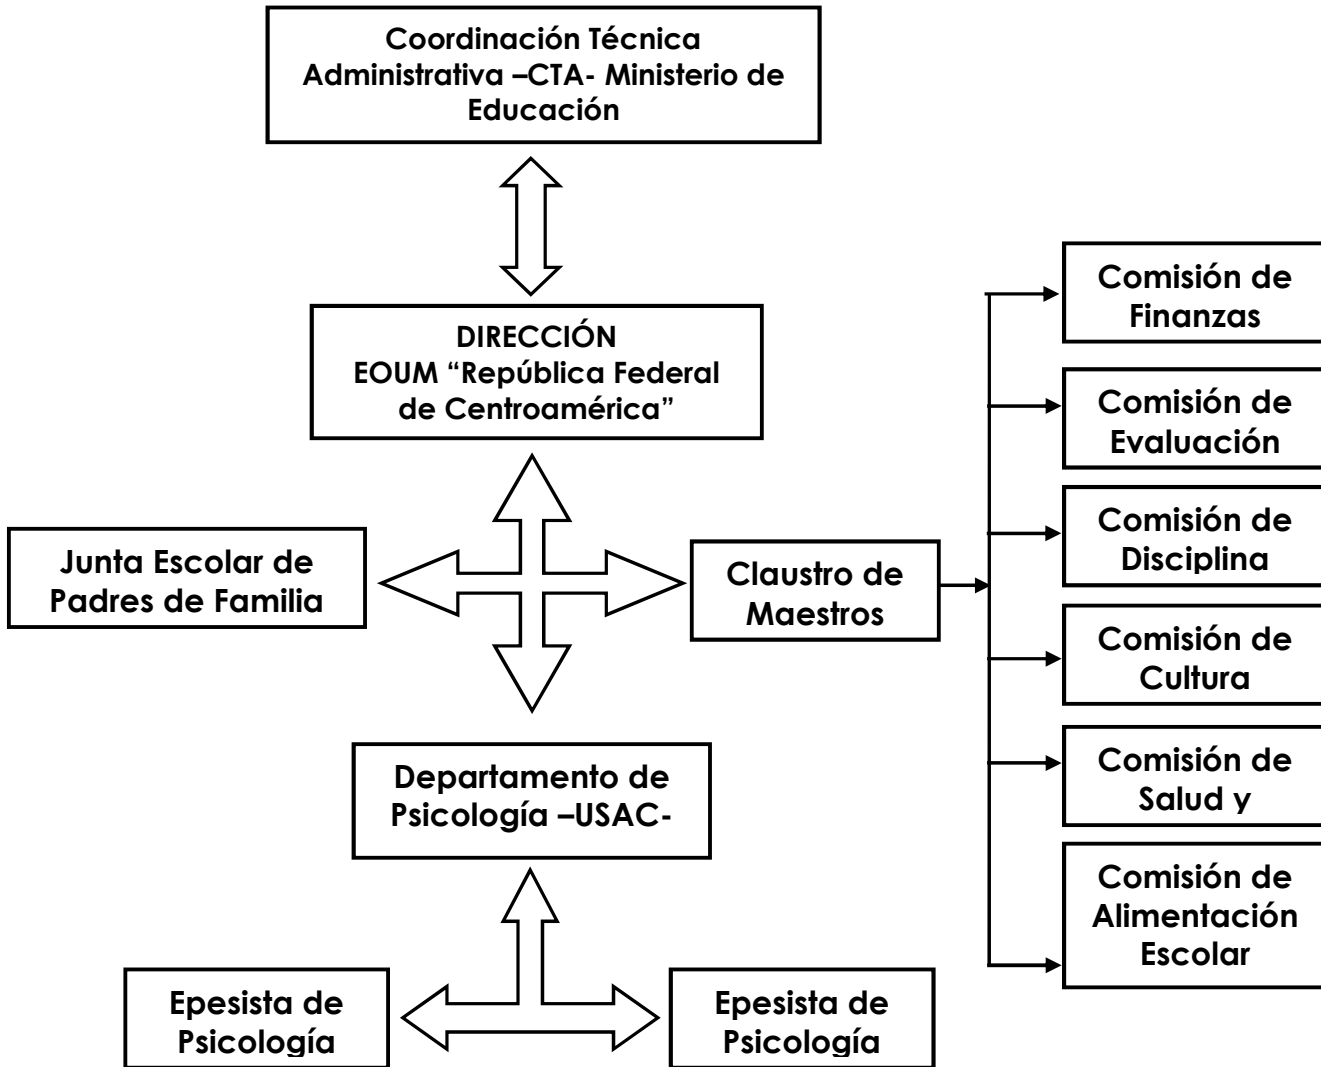 Coordinación Técnica
Administrativa –CTA- Ministerio de
Educación
DIRECCIÓN
EOUM “República Federal
de Centroamérica”
Junta Escolar de
Padres de Familia
Claustro de
Maestros
Departamento de
Psicología –USAC-
Epesista de
Psicología
Epesista de
Psicología
Comisión de
Finanzas
Comisión de
Evaluación
Comisión de
Disciplina
Comisión de
Cultura
Comisión de
Salud y
Comisión de
Alimentación
Escolar